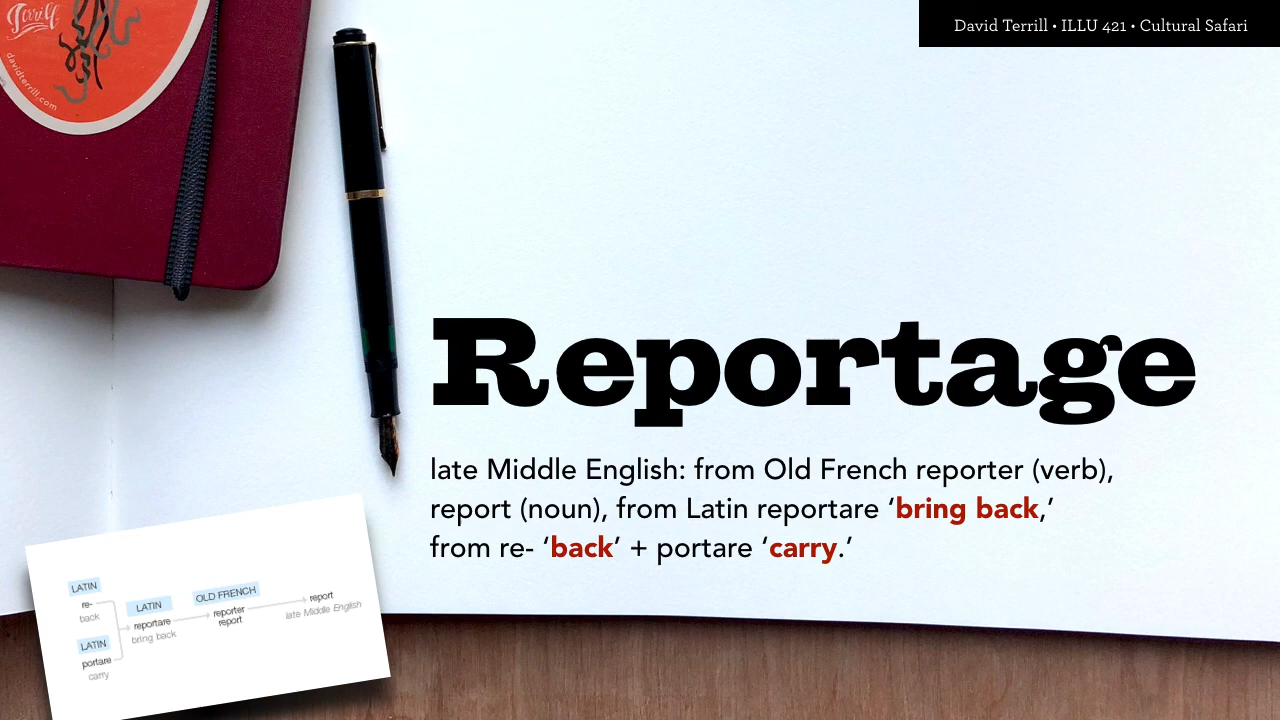 David Terrill • ILLU 421 • Cultural Safari
Terrill
davidterrill.com
Reportage
late Middle English: from Old French reporter (verb),
report (noun), from Latin reportare ‘bring back,’
from re- ‘back’ + portare ‘carry.’
LATIN
re-
back
LATIN
portare
carry
LATIN
reportare
bring back
OLD FRENCH
reporter
report
report
late Middle English